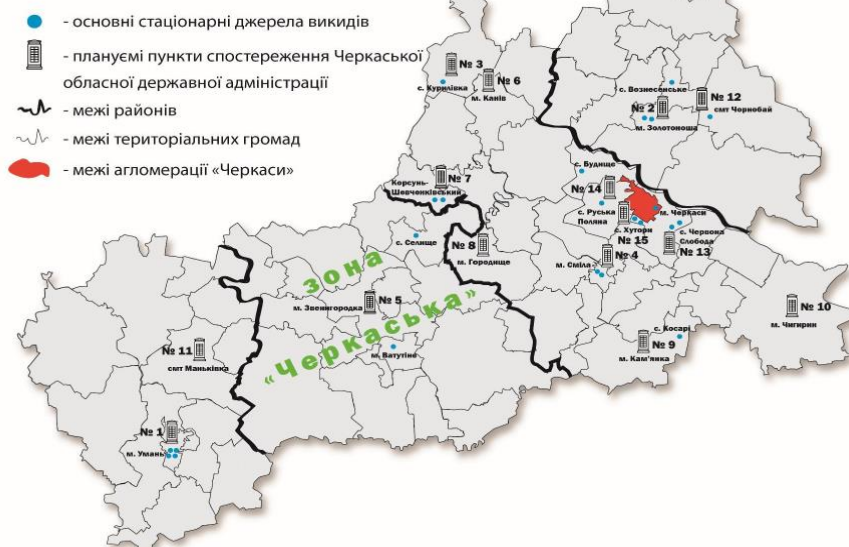 - основні стаціонарні джерела викидів
- плануємі пункти спостереження Черкаської
обласної державної адміністрації
- межі районів
- межі територіальних громад
- межі агломерації «Черкаси»
№ 3
с. Курилівка
№ 6
м. Канів
с. Вознесенське
№ 2
м. Золотоноша
№ 12
смт Чорнобай
с. Будище
№ 7
Корсунь-
Шевченківський
№ 14
с. Руська
Поляна
м. Черкаси
с. Хутори
№ 15
с. Червона
Слобода
№ 13
с. Селище
№ 8
м. Городище
м. Сміла
№ 4
зона
«Черкаська»
№ 5
м. Звенигородка
м. Ватутіне
№ 10
м. Чигирин
с. Косарі
№ 9
м. Кам'янка
№ 11
смт Маньківка
№ 1
м. Умань